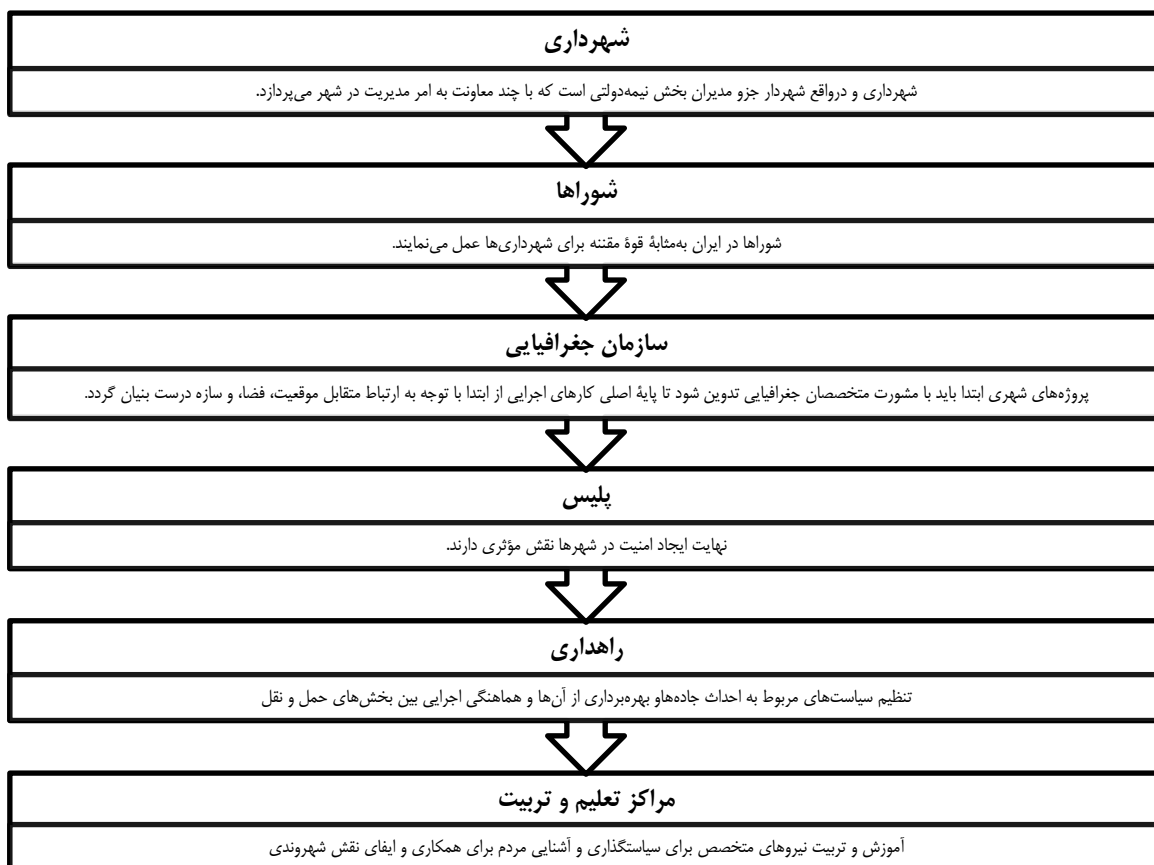 شهرداری
شهرداری و درواقع شهردار جزو مدیران بخش نیمه‌دولتی است که با چند معاونت به امر مدیریت در شهر می‌پردازد.
شوراها
شوراها در ایران به‌مثابۀ قوۀ مقننه برای شهرداری‌ها عمل می‌نمایند.
سازمان جغرافیایی
پروژه‌های شهری ابتدا باید با مشورت متخصصان جغرافیایی تدوین شود تا پایۀ اصلی کارهای اجرایی از ابتدا با توجه به ارتباط متقابل موقعیت، فضا، و سازه درست بنیان گردد.
پلیس
نهایت ایجاد امنیت در شهرها نقش مؤثری دارند.
راهداری
تنظیم سیاست‌های مربوط به احداث جاده‌هاو بهره‌برداری از آن‌ها و هماهنگی اجرایی بین بخش‌های حمل و نقل
مراکز تعلیم و تربیت
آموزش و تربیت نیروهای متخصص برای سیاستگذاری و آشنایی مردم برای همکاری و ایفای نقش شهروندی